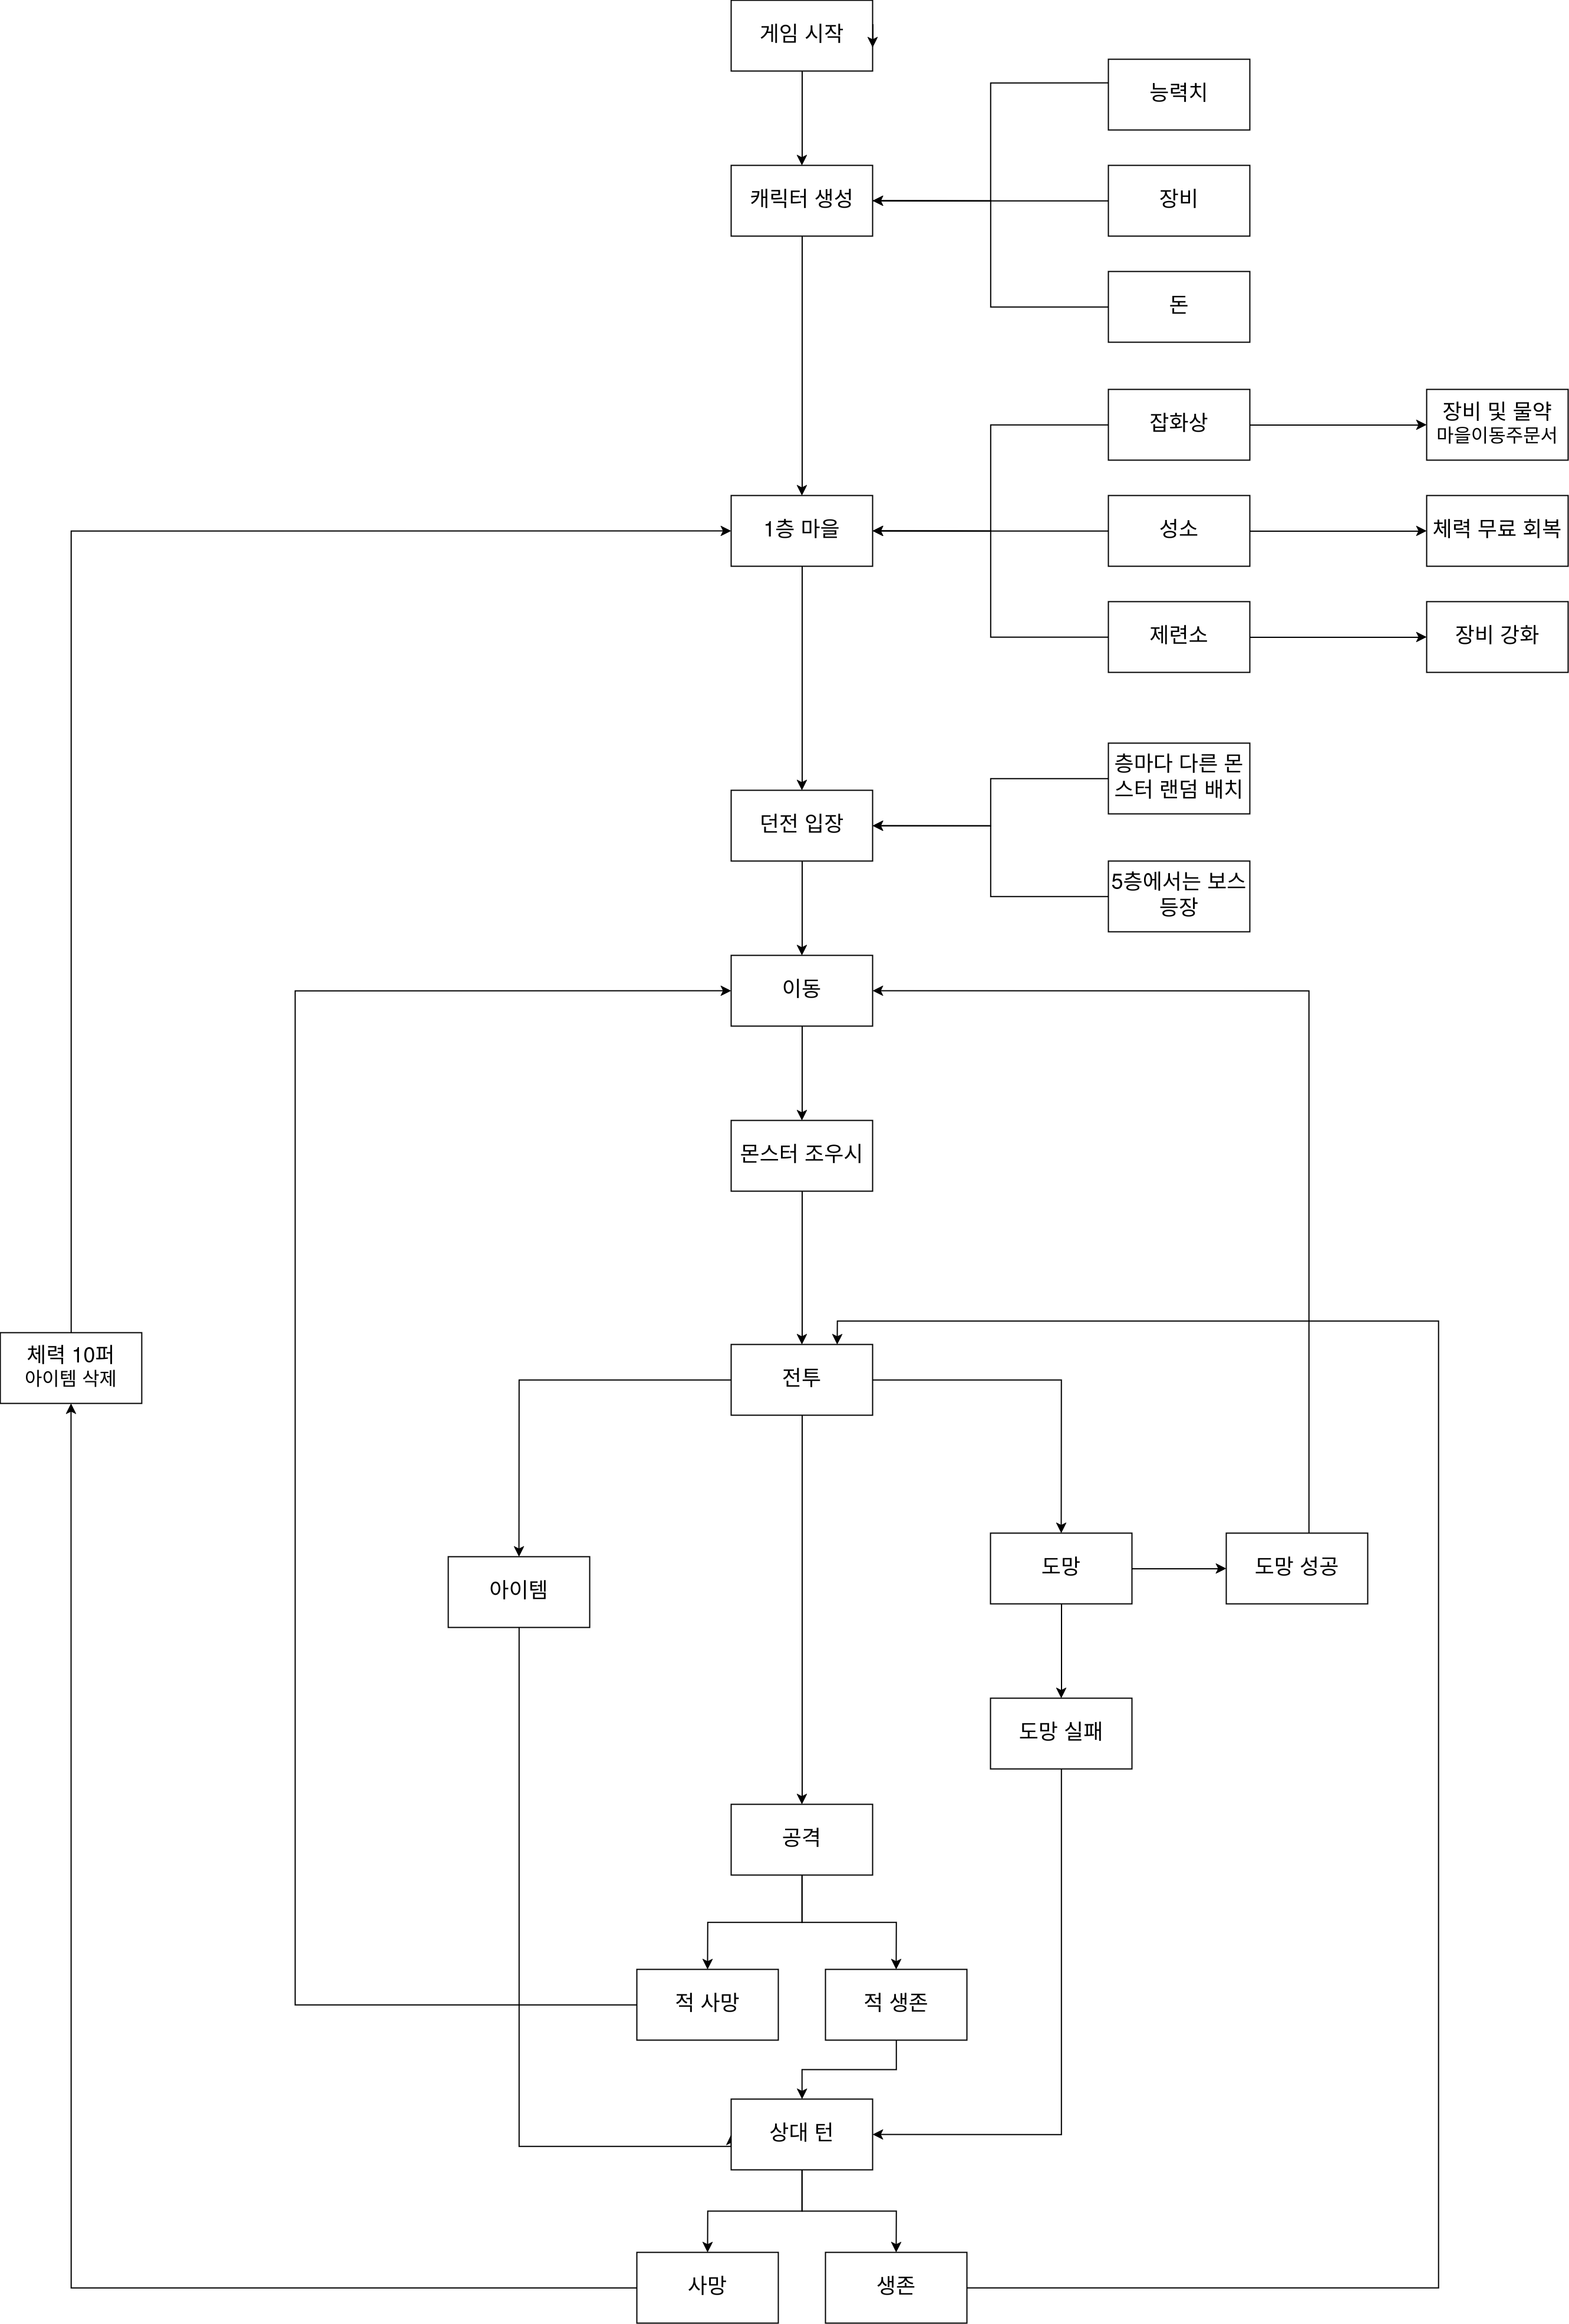 게임 시작
능력치
캐릭터 생성
장비
돈
잡화상
장비 및 물약
마을이동주문서
1층 마을
성소
체력 무료 회복
제련소
장비 강화
층마다 다른 몬
스터 랜덤 배치
던전 입장
5층에서는 보스
등장
이동
몬스터 조우시
체력 10퍼
아이템 삭제
전투
도망
도망 성공
아이템
도망 실패
공격
적 사망
적 생존
상대 턴
사망
생존